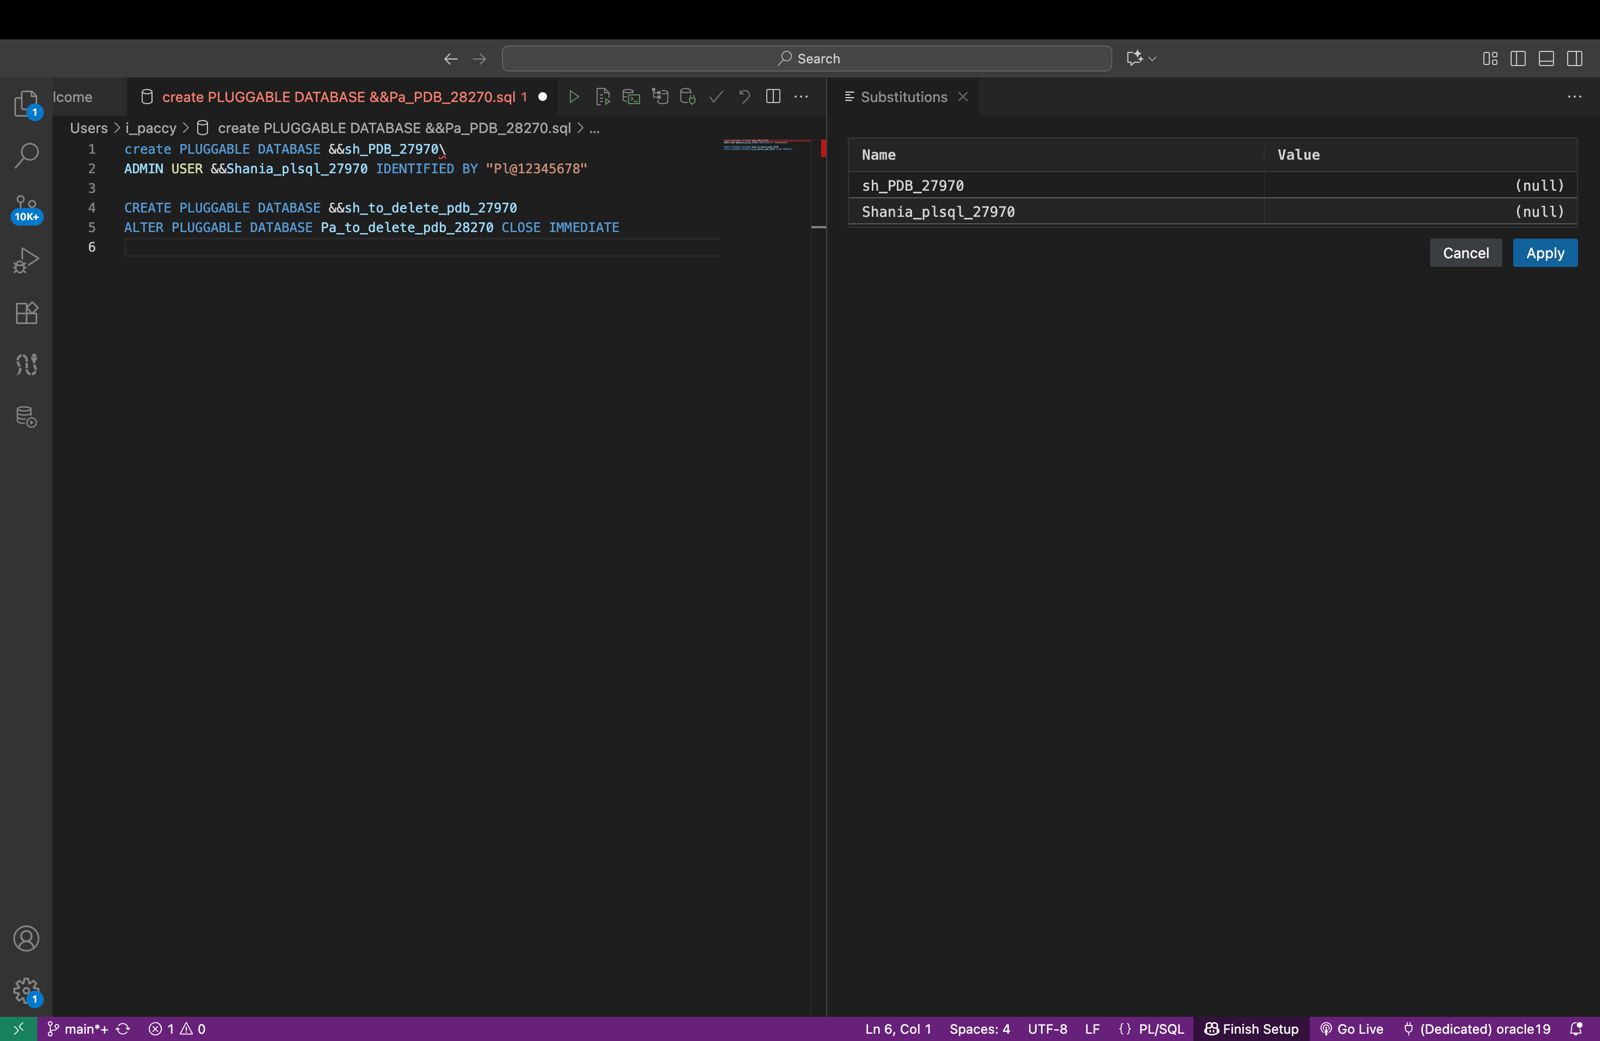 Search
lcome
create PLUGGABLE DATABASE &&Pa_PDB_28270.sql 1
Substitutions
Users > i_paccy > create PLUGGABLE DATABASE &&Pa_PDB_28270.sql > ...
1 create PLUGGABLE DATABASE &&sh_PDB_27970\
2 ADMIN USER &&Shania_plsql_27970 IDENTIFIED BY "Pl@12345678"
3
4 CREATE PLUGGABLE DATABASE &&sh_to_delete_pdb_27970
5 ALTER PLUGGABLE DATABASE Pa_to_delete_pdb_28270 CLOSE IMMEDIATE
6
Name Value
sh_PDB_27970 (null)
Shania_plsql_27970 (null)
Cancel Apply
1
10K+
1
main*+ 1 0 Ln 6, Col 1 Spaces: 4 UTF-8 LF {} PL/SQL Finish Setup Go Live (Dedicated) oracle19